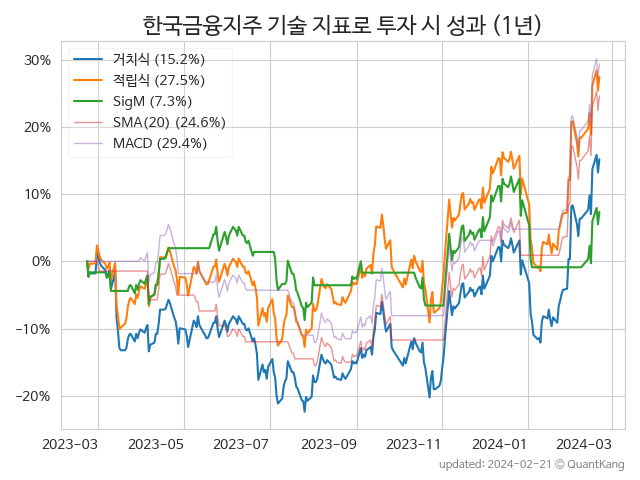 한국금융지주 기술 지표로 투자 시 성과 (1년)
30%
20%
10%
0%
−10%
−20%
거치식 (15.2%)
적립식 (27.5%)
SigM (7.3%)
SMA(20) (24.6%)
MACD (29.4%)
2023-03 2023-05 2023-07 2023-09 2023-11 2024-01 2024-03
updated: 2024-02-21 © QuantKang